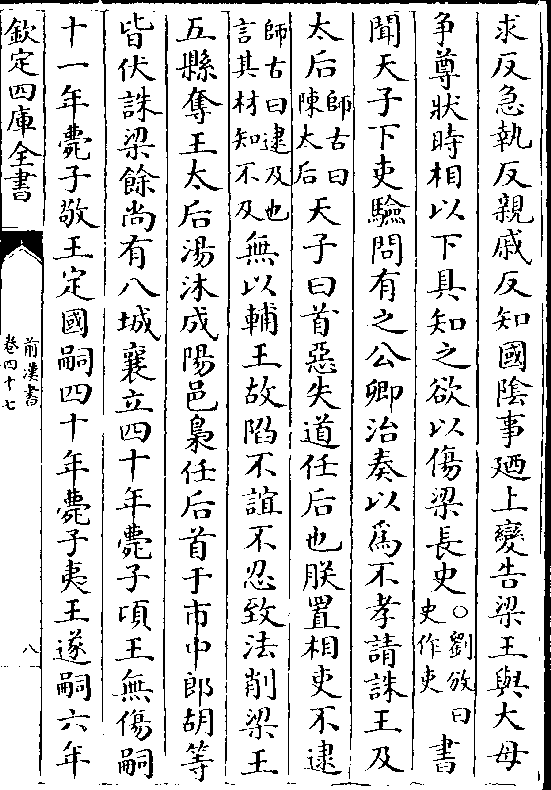 求反急執反親戚反知國陰事廼上變告梁王與大母
争尊狀時相以下具知之欲以傷梁長史○劉攽曰書
史作吏
聞天子下吏驗問有之公卿治奏以爲不孝請誅王及
太后師古曰
陳太后天子曰首惡失道任后也朕置相吏不逮
師古曰逮及也
言其材知不及無以輔王故陷不誼不忍致法削梁王
五縣奪王太后湯沐成陽邑梟任后首于市中郎胡等
皆伏誅梁餘尚有八城襄立四十年薨子頃王無傷嗣
十一年薨子敬王定國嗣四十年薨子夷王遂嗣六年
欽定四庫全書
前漢書
卷四十七
八